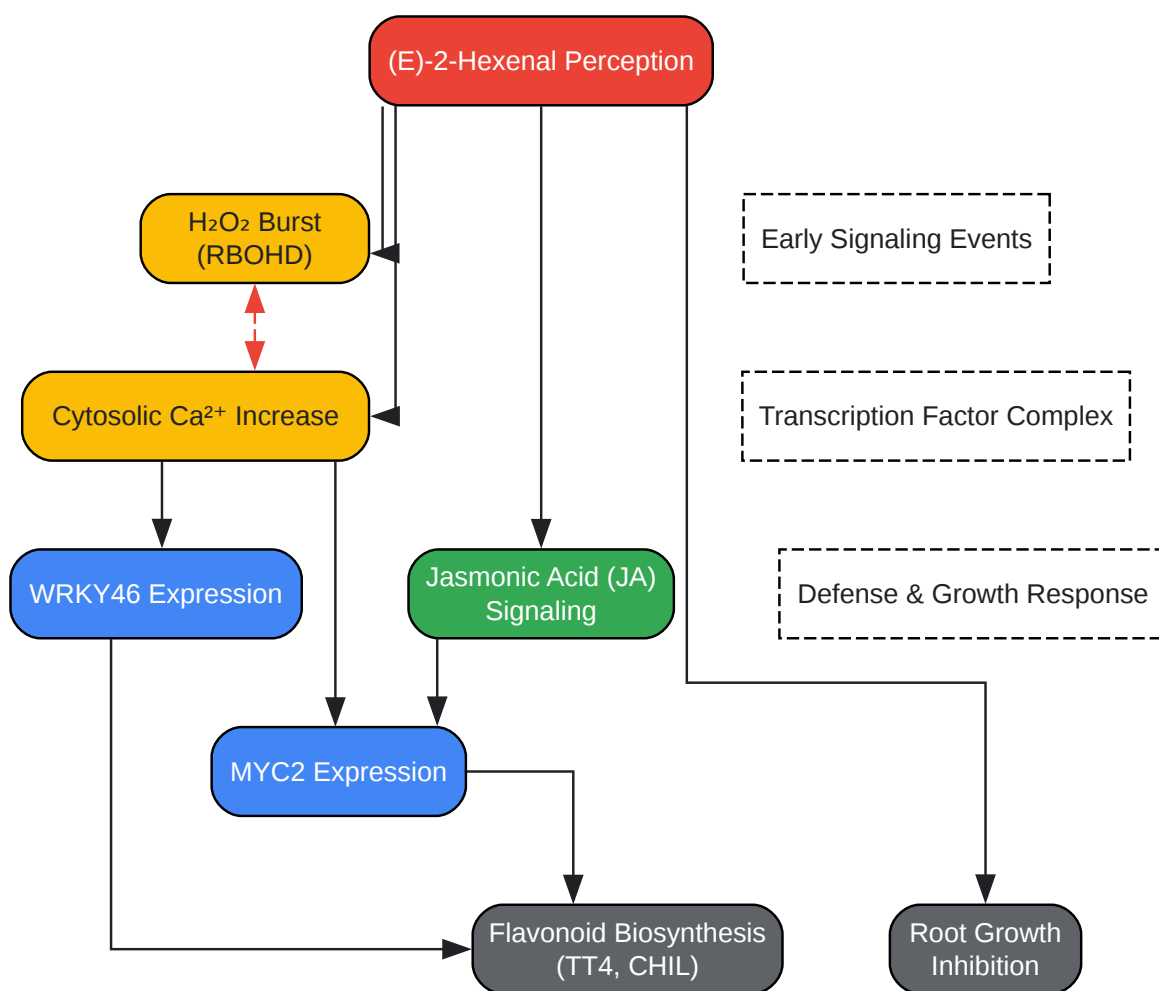 (E)-2-Hexenal Perception
H₂O₂ Burst
(RBOHD)
Early Signaling Events
Cytosolic Ca²⁺ Increase
Transcription Factor Complex
WRKY46 Expression
Jasmonic Acid (JA)
Signaling
Defense & Growth Response
MYC2 Expression
Flavonoid Biosynthesis
(TT4, CHIL)
Root Growth
Inhibition